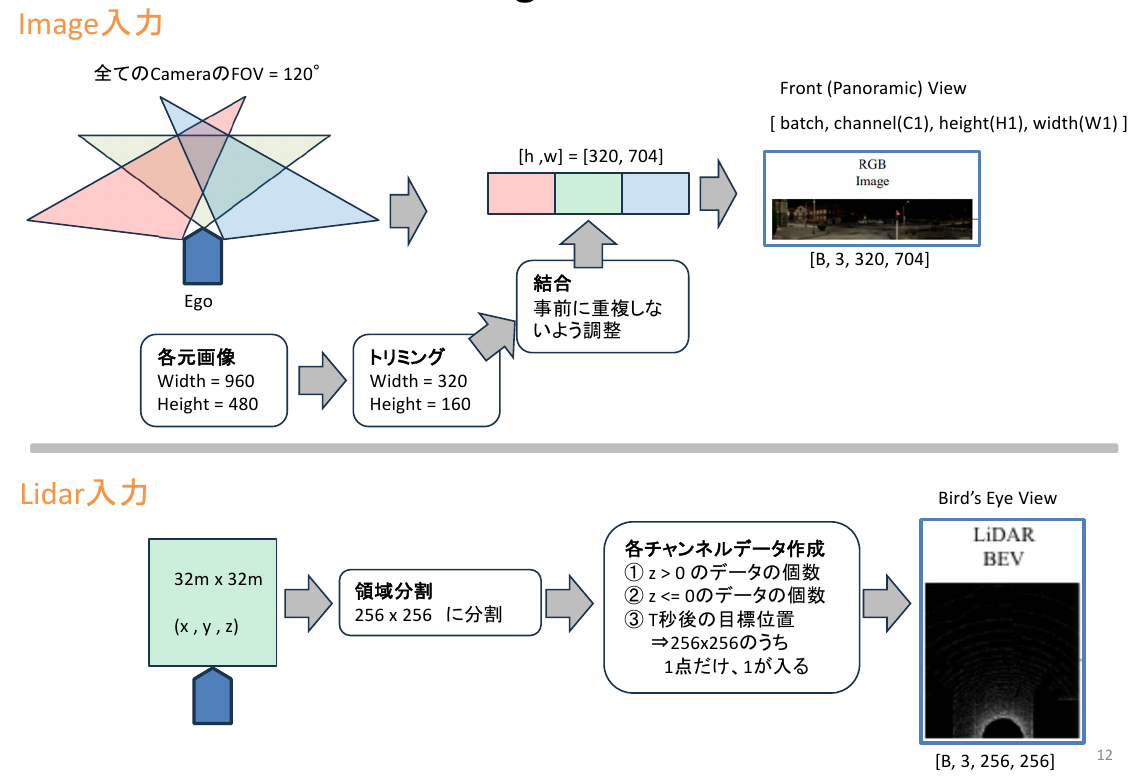 Image入力
全てのCameraのFOV = 120°
Front (Panoramic) View
[ batch, channel(C1), height(H1), width(W1) ]
[h ,w] = [320, 704]
RGB
Image
[B, 3, 320, 704]
Ego
結合
事前に重複しな
いよう調整
各元画像
Width = 960
Height = 480
トリミング
Width = 320
Height = 160
Lidar入力
32m x 32m
(x , y , z)
領域分割
256 x 256 に分割
各チャンネルデータ作成
① z > 0 のデータの個数
② z <= 0のデータの個数
③ T秒後の目標位置
⇒256x256のうち
1点だけ、1が入る
Bird’s Eye View
LiDAR
BEV
[B, 3, 256, 256]
12